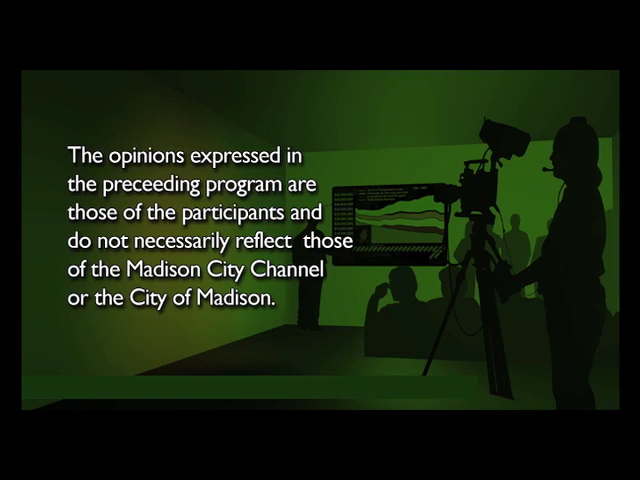 The opinions expressed in
the preceeding program are
those of the participants and
do not necessarily reflect  those
of the Madison City Channel
or the City of Madison.